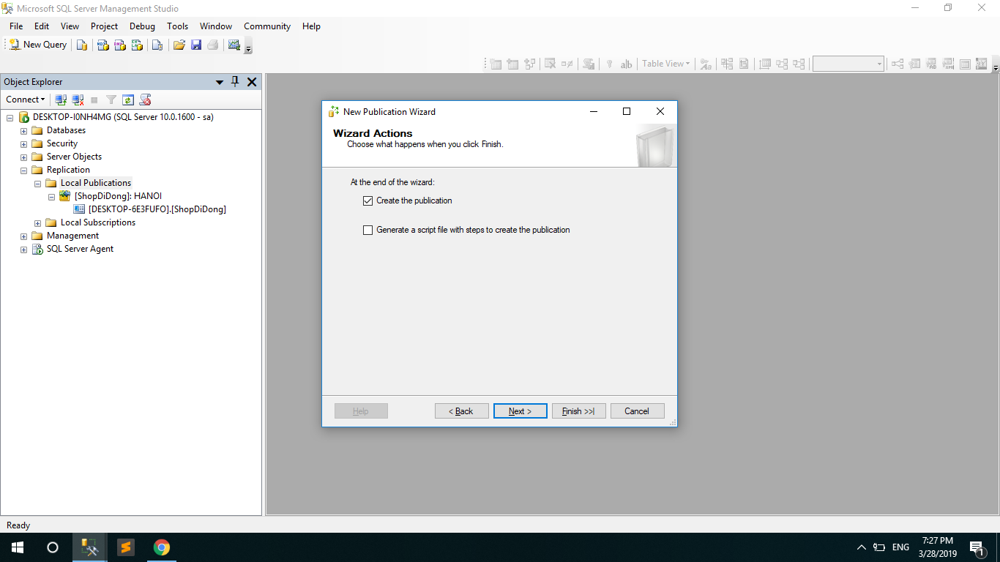 Microsoft SQL Server Management Studio
File Edit View Project Debug Tools Window Community Help
New Query
Table View
Object Explorer
Connect
DESKTOP-I0NH4MG (SQL Server 10.0.1600 - sa)
Databases
Security
Server Objects
Replication
Local Publications
[ShopDiDong]: HANOI
[DESKTOP-6E3FUFO].[ShopDiDong]
Local Subscriptions
Management
SQL Server Agent
New Publication Wizard
Wizard Actions
Choose what happens when you click Finish.
At the end of the wizard:
Create the publication
Generate a script file with steps to create the publication
Help < Back Next > Finish >>| Cancel
Ready
ENG
7:27 PM
3/28/2019
1